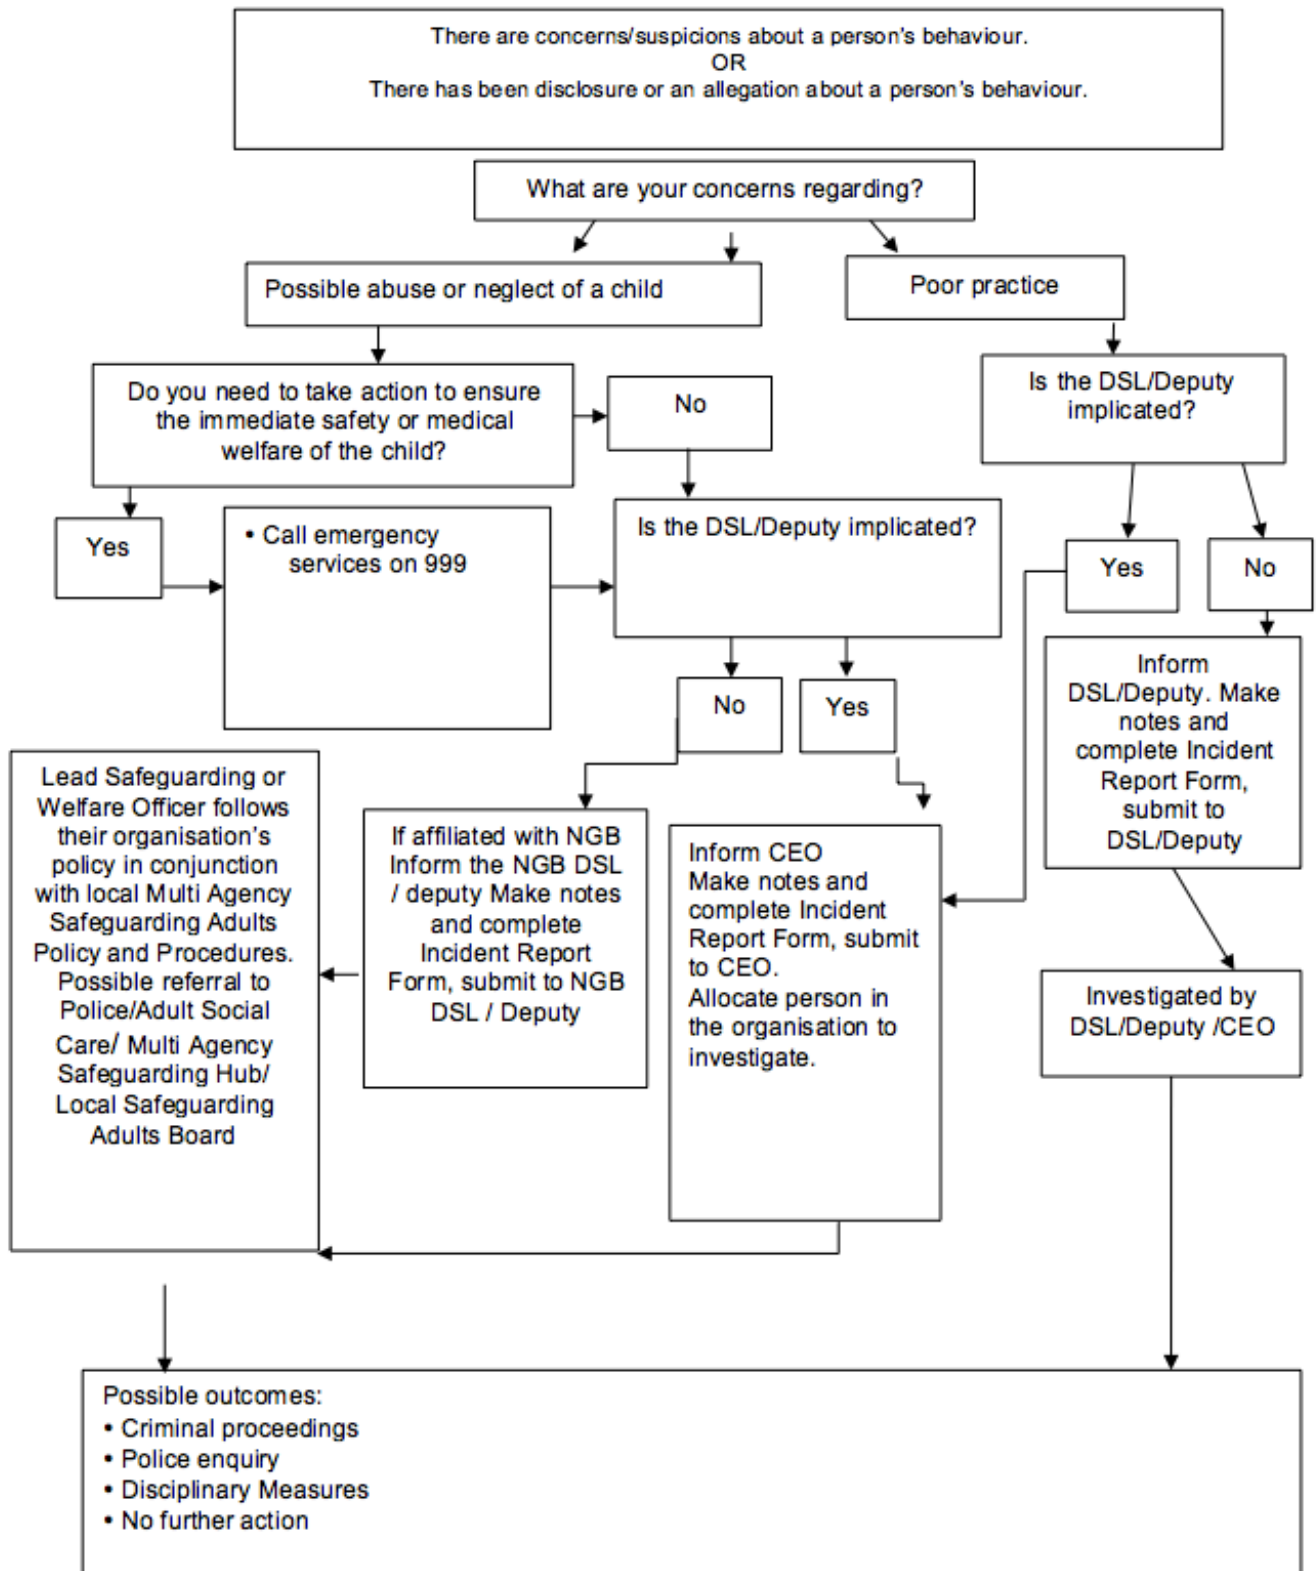 There are concerns/suspicions about a person's behaviour.
OR
There has been disclosure or an allegation about a person's behaviour.
What are your concerns regarding?
Possible abuse or neglect of a child
Poor practice
Do you need to take action to ensure
the immediate safety or medical
welfare of the child?
No
Is the DSL/Deputy
implicated?
Yes
• Call emergency
services on 999
Is the DSL/Deputy implicated?
Yes
No
No
Yes
Inform
DSL/Deputy. Make
notes and
complete Incident
Report Form,
submit to
DSL/Deputy
Lead Safeguarding or
Welfare Officer follows
their organisation's
policy in conjunction
with local Multi Agency
Safeguarding Adults
Policy and Procedures.
Possible referral to
Police/Adult Social
Care/ Multi Agency
Safeguarding Hub/
Local Safeguarding
Adults Board
If affiliated with NGB
Inform the NGB DSL
/ deputy Make notes
and complete
Incident Report
Form, submit to NGB
DSL / Deputy
Inform CEO
Make notes and
complete Incident
Report Form, submit
to CEO.
Allocate person in
the organisation to
investigate.
Investigated by
DSL/Deputy /CEO
Possible outcomes:
• Criminal proceedings
• Police enquiry
• Disciplinary Measures
• No further action